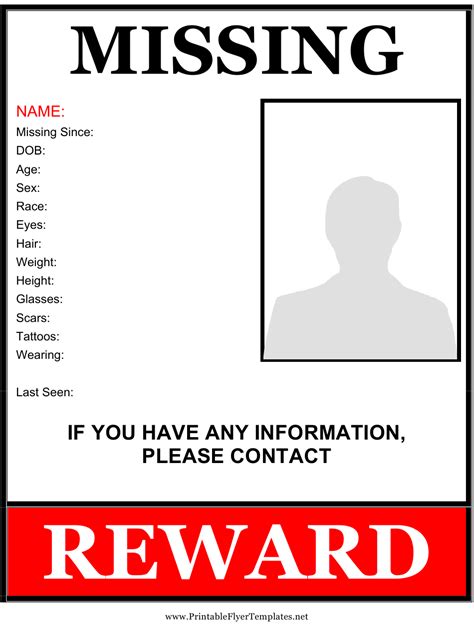 MISSING
NAME:
Missing Since:
DOB:
Age:
Sex:
Race:
Eyes:
Hair:
Weight:
Height:
Glasses:
Scars:
Tattoos:
Wearing:
Last Seen:
IF YOU HAVE ANY INFORMATION,
PLEASE CONTACT
REWARD
www.PrintableFlyerTemplates.net